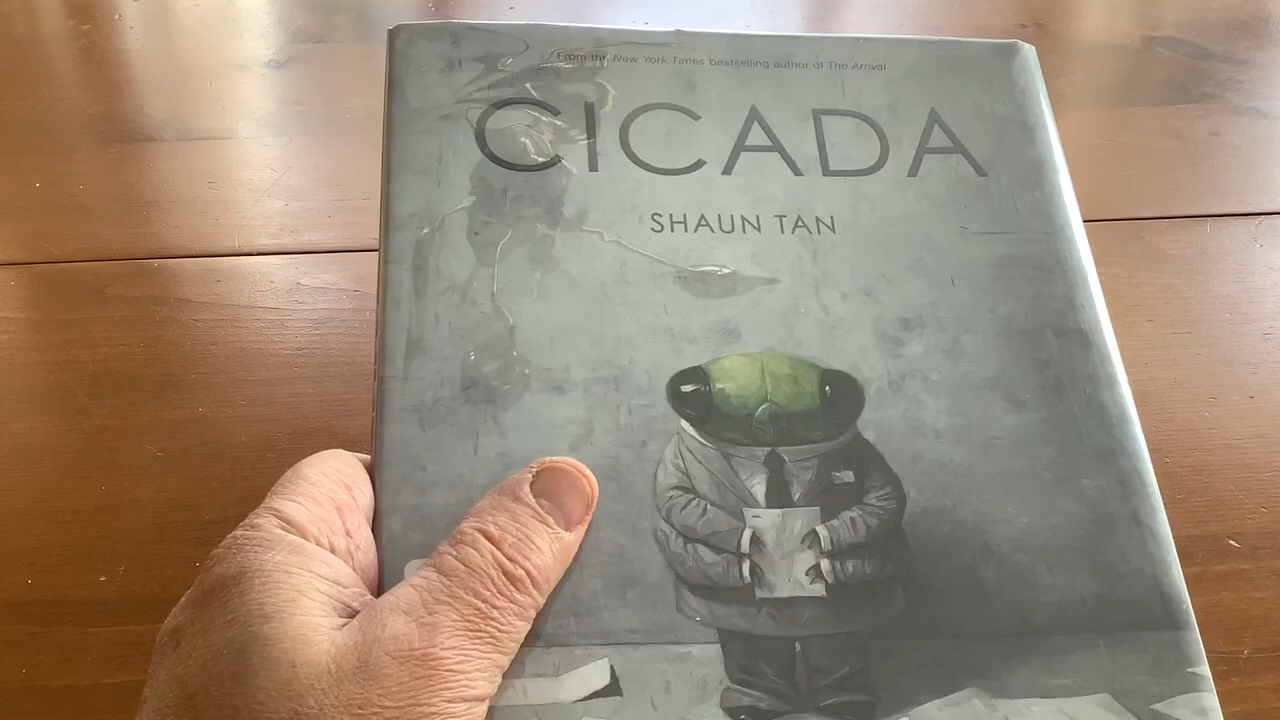 From the New York Times bestselling author of The Arrival
CICADA
SHAUN TAN